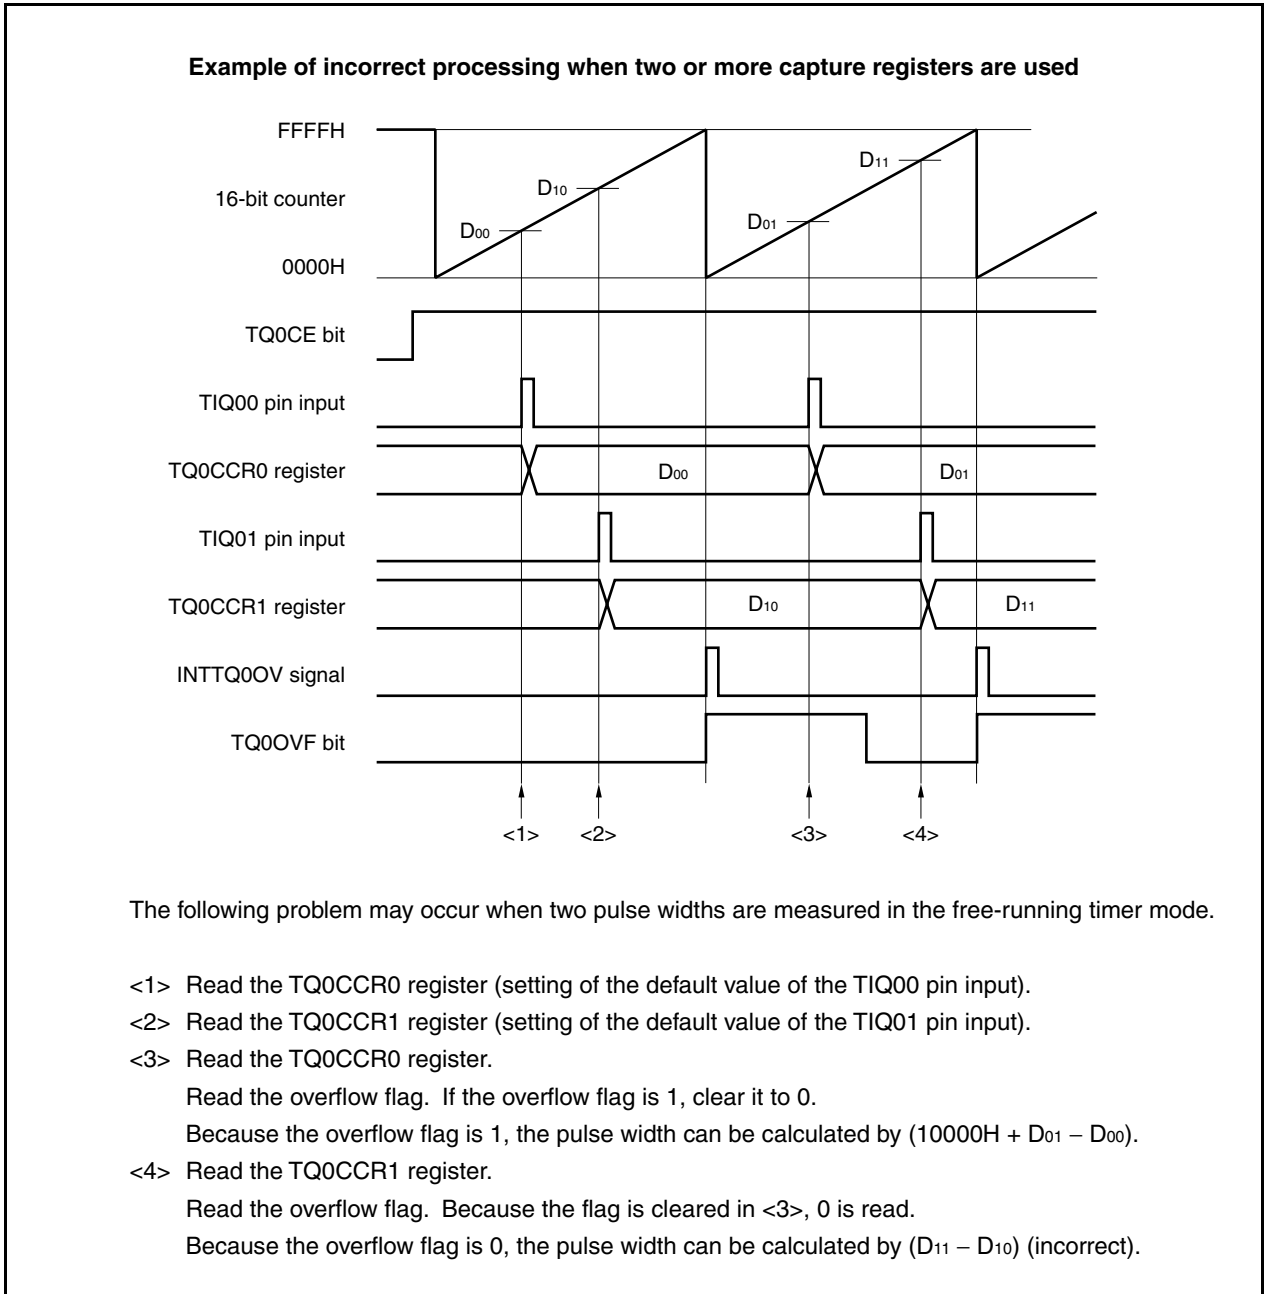 Example of incorrect processing when two or more capture registers are used
FFFFH
D11
D10
16-bit counter
D01
D00
0000H
TQ0CE bit
TIQ00 pin input
TQ0CCR0 register
D00
D01
TIQ01 pin input
TQ0CCR1 register
D10
D11
INTTQ0OV signal
TQ0OVF bit
<1> <2> <3> <4>
The following problem may occur when two pulse widths are measured in the free-running timer mode.
<1> Read the TQ0CCR0 register (setting of the default value of the TIQ00 pin input).
<2> Read the TQ0CCR1 register (setting of the default value of the TIQ01 pin input).
<3> Read the TQ0CCR0 register.
Read the overflow flag. If the overflow flag is 1, clear it to 0.
Because the overflow flag is 1, the pulse width can be calculated by (10000H + D01 − D00).
<4> Read the TQ0CCR1 register.
Read the overflow flag. Because the flag is cleared in <3>, 0 is read.
Because the overflow flag is 0, the pulse width can be calculated by (D11 − D10) (incorrect).